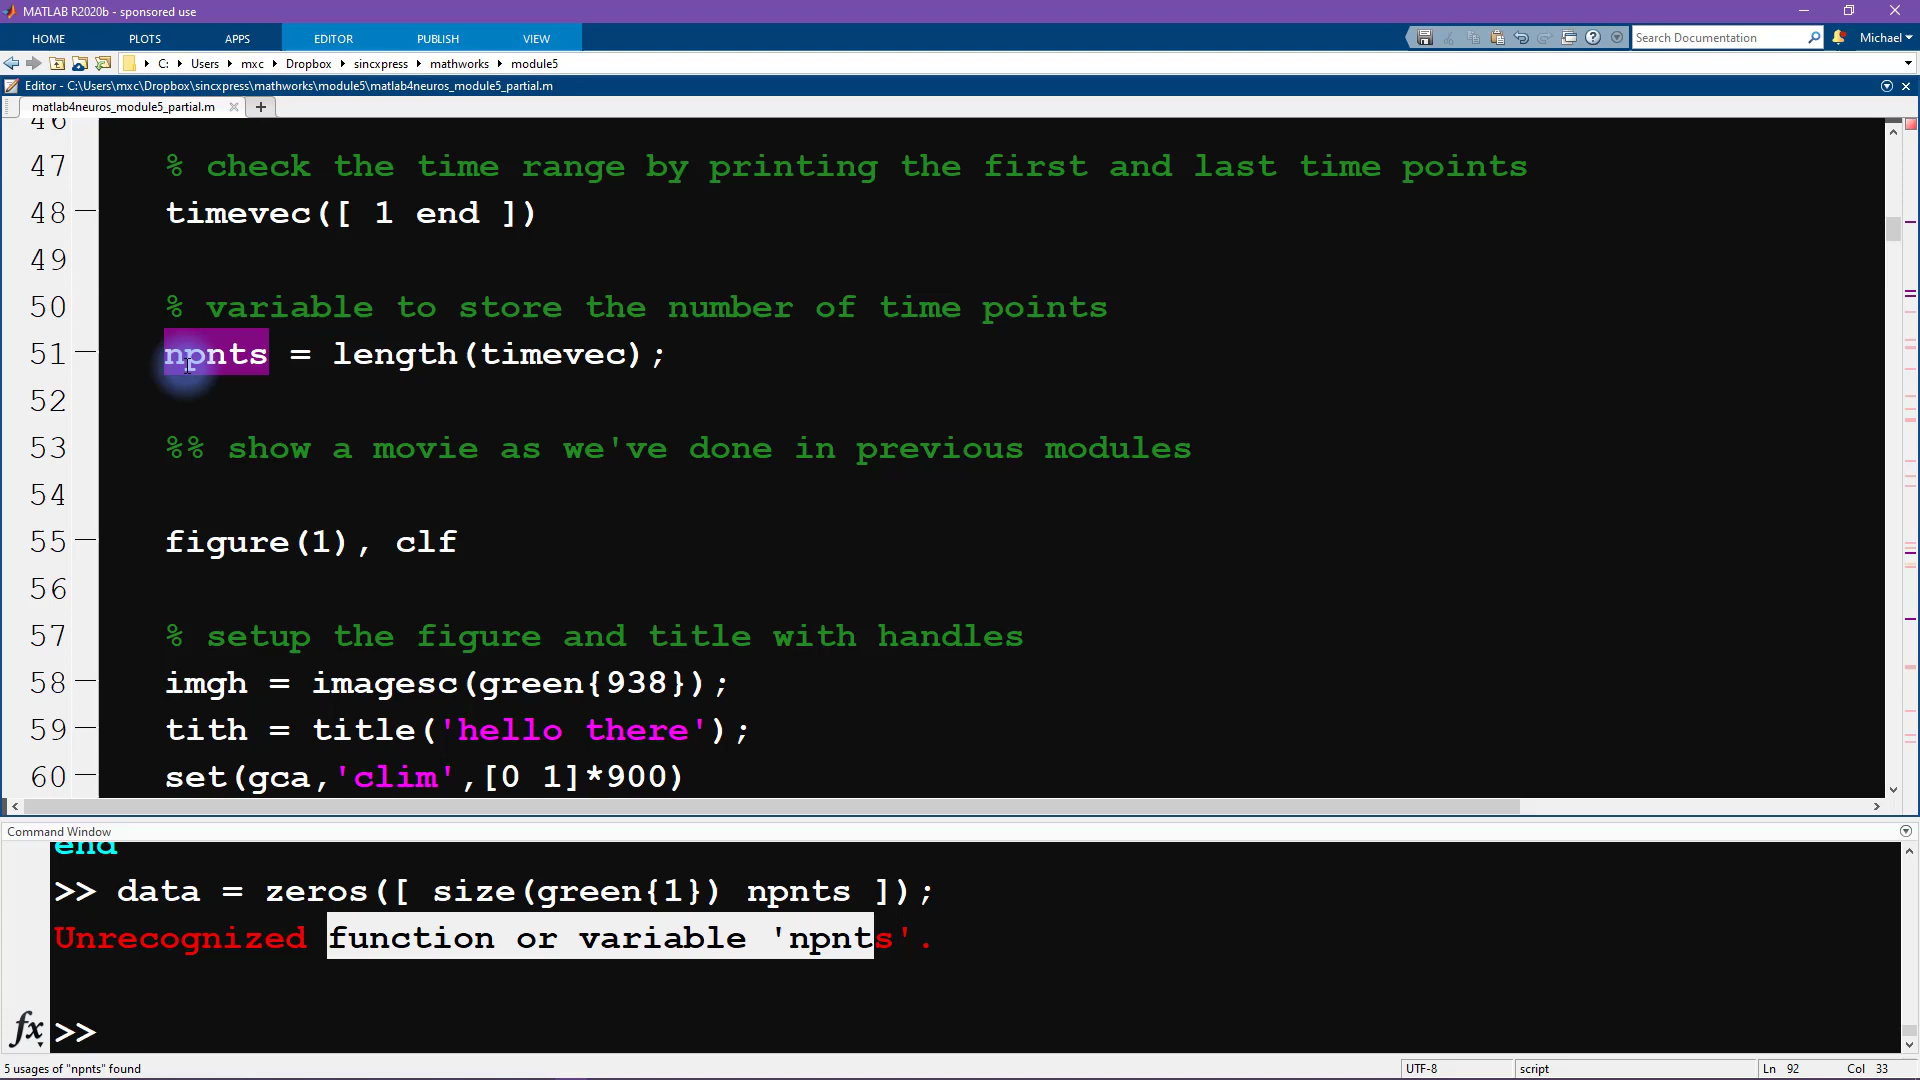 MATLAB R2020b - sponsored use
HOME PLOTS APPS EDITOR PUBLISH VIEW Search Documentation Michael
C: Users mxc Dropbox sincxpress mathworks module5
Editor - C:\Users\mxc\Dropbox\sincxpress\mathworks\module5\matlab4neuros_module5_partial.m
matlab4neuros_module5_partial.m
46
47 % check the time range by printing the first and last time points
48 timevec([ 1 end ])
49
50 % variable to store the number of time points
51 npnts = length(timevec);
52
53 %% show a movie as we've done in previous modules
54
55 figure(1), clf
56
57 % setup the figure and title with handles
58 imgh = imagesc(green{938});
59 tith = title('hello there');
60 set(gca,'clim',[0 1]*900)
Command Window
end
>> data = zeros([ size(green{1}) npnts ]);
Unrecognized function or variable 'npnts'.
fx >>
5 usages of "npnts" found UTF-8 script Ln 92 Col 33